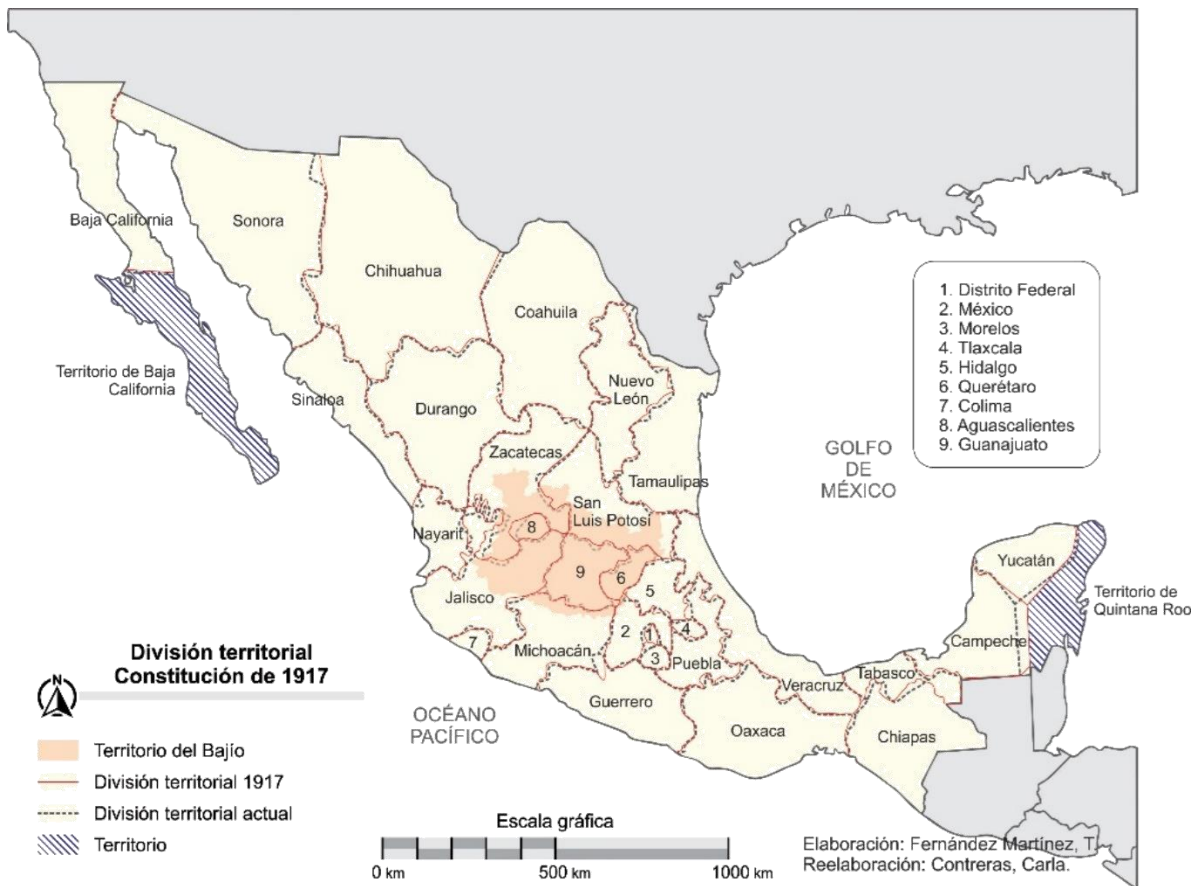 Baja California
Sonora
Chihuahua
Coahuila
Territorio de Baja
California
Sinaloa
Durango
Nuevo
León
Zacatecas
Tamaulipas
San
Luis Potosí
Nayarit
8
9
6
5
Jalisco
7
Michoacán
2
1
4
3
Puebla
Guerrero
Oaxaca
Veracruz
Tabasco
Chiapas
Campeche
Yucatán
Territorio de
Quintana Roo
GOLFO
DE
MÉXICO
OCÉANO
PACÍFICO
1. Distrito Federal
2. México
3. Morelos
4. Tlaxcala
5. Hidalgo
6. Querétaro
7. Colima
8. Aguascalientes
9. Guanajuato
División territorial
Constitución de 1917
N
Territorio del Bajío
División territorial 1917
División territorial actual
Territorio
Escala gráfica
0 km
500 km
1000 km
Elaboración: Fernández Martínez, T.
Reelaboración: Contreras, Carla.